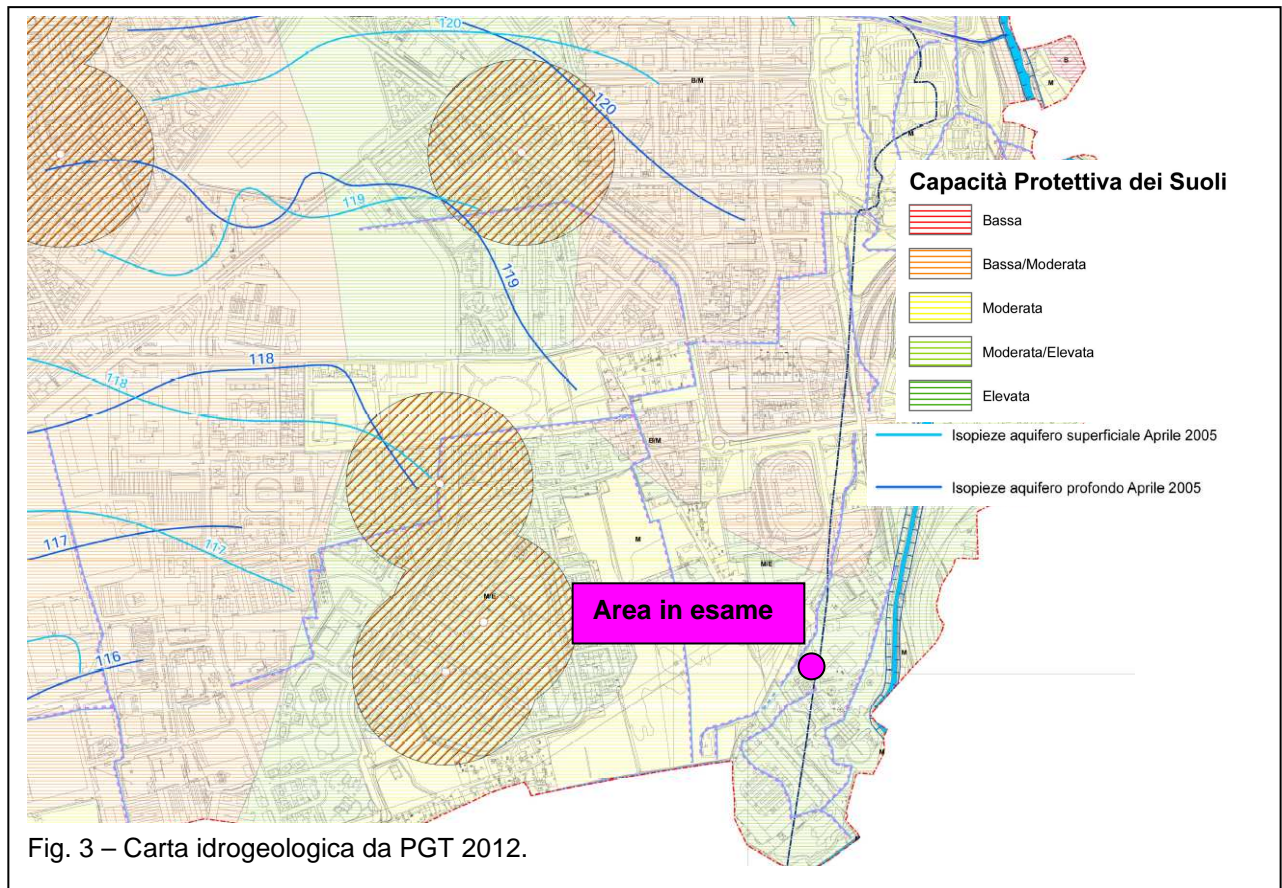 120
B/M
B
M
M
120
119
119
118
118
117
117
116
B/M
M
M/E
M/E
M
M
Capacità Protettiva dei Suoli
Bassa
Bassa/Moderata
Moderata
Moderata/Elevata
Elevata
Isopieze aquifero superficiale Aprile 2005
Isopieze aquifero profondo Aprile 2005
Area in esame
Fig. 3 – Carta idrogeologica da PGT 2012.